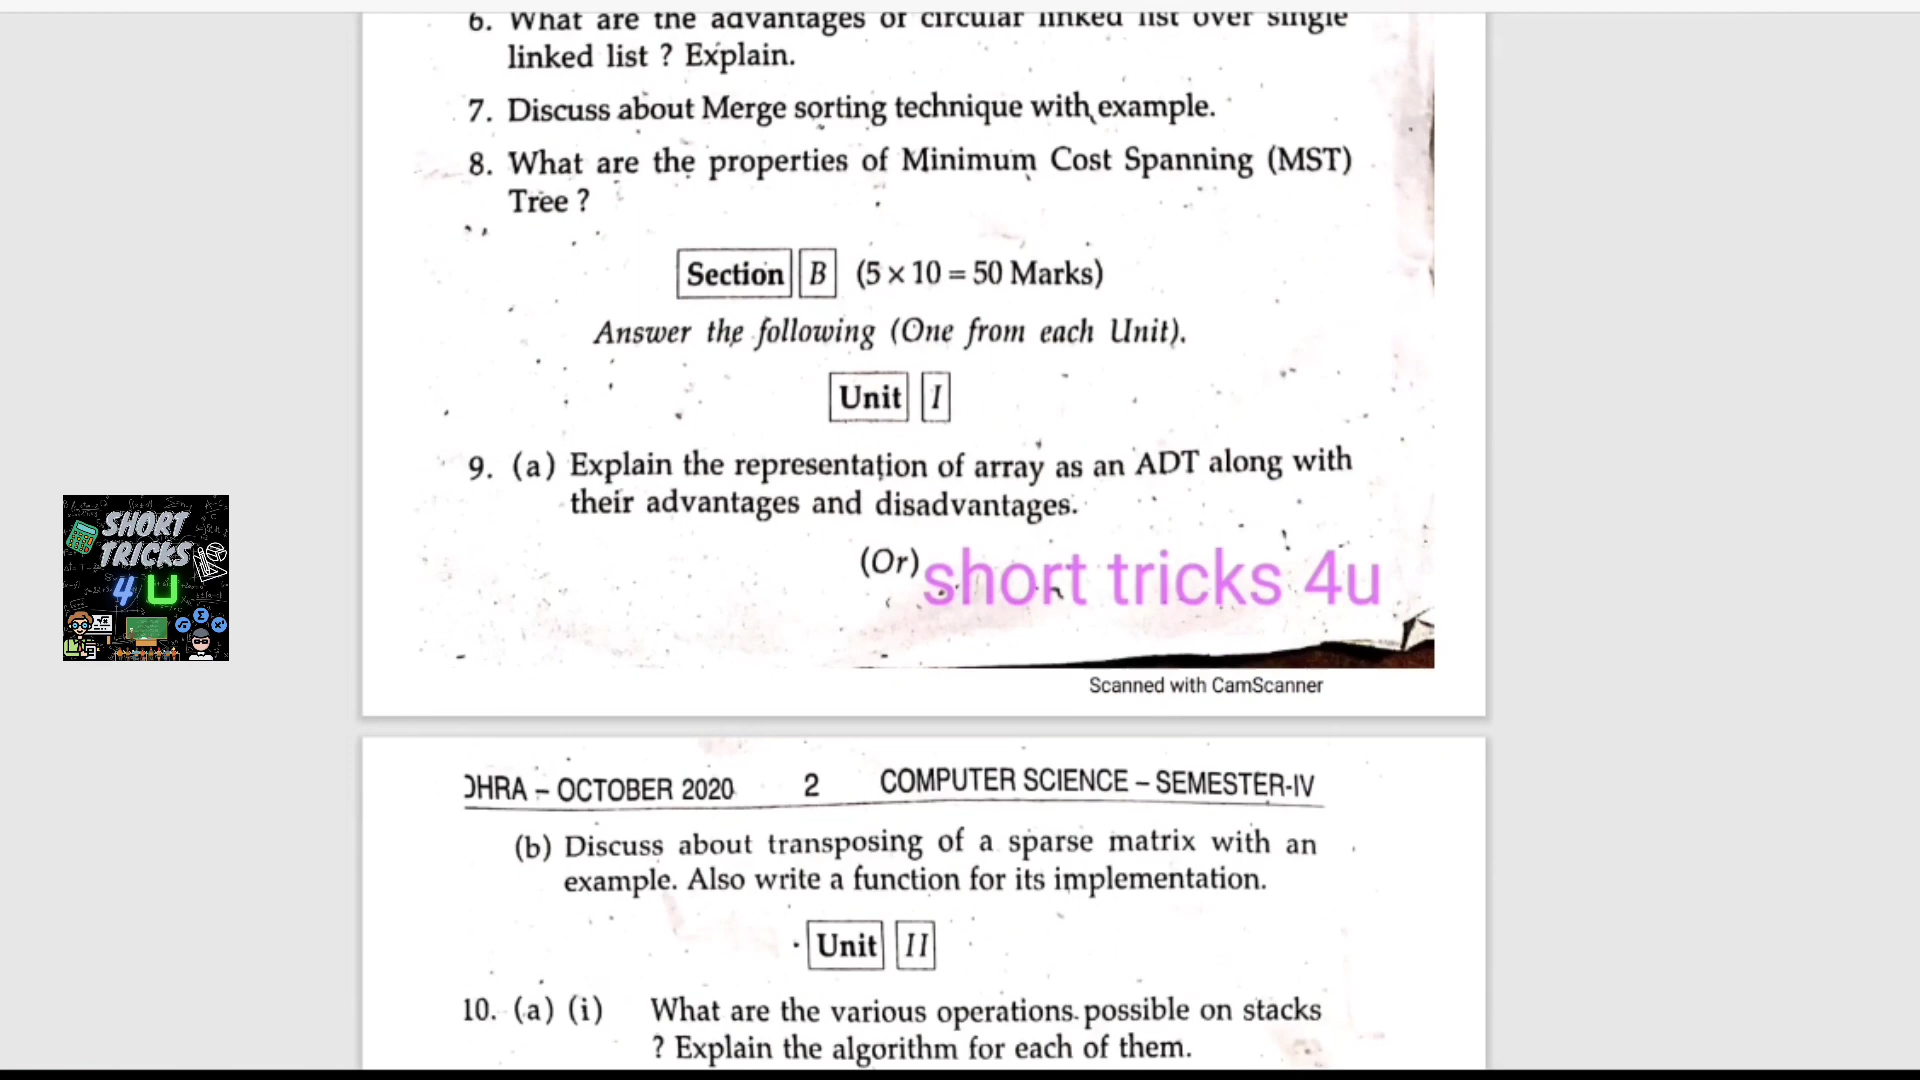 6. What are the advantages of circular linked list over single
linked list ? Explain.
7. Discuss about Merge sorting technique with example.
8. What are the properties of Minimum Cost Spanning (MST)
Tree ?
Section B (5 × 10 = 50 Marks)
Answer the following (One from each Unit).
Unit I
9. (a) Explain the representation of array as an ADT along with
their advantages and disadvantages.
(Or)
short tricks 4u
SHORT
TRICKS
4 U
Scanned with CamScanner
OHRA – OCTOBER 2020 2 COMPUTER SCIENCE – SEMESTER-IV
(b) Discuss about transposing of a sparse matrix with an
example. Also write a function for its implementation.
Unit II
10. (a) (i) What are the various operations possible on stacks
? Explain the algorithm for each of them.